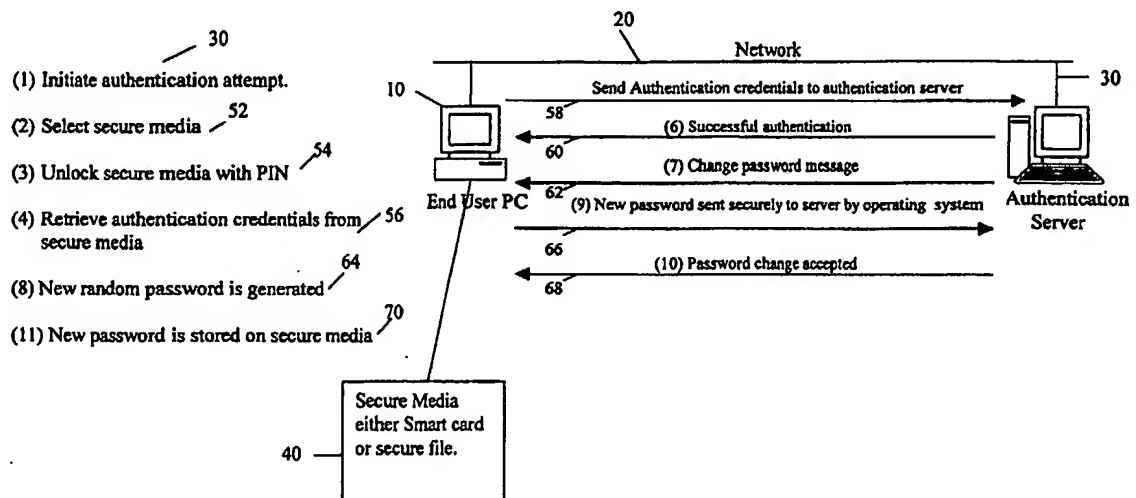 30
(1) Initiate authentication attempt.
(2) Select secure media 52
(3) Unlock secure media with PIN 54
(4) Retrieve authentication credentials from
secure media
56
(8) New random password is generated 64
(11) New password is stored on secure media 70
20
Network
10
30
Send Authentication credentials to authentication server
58
(6) Successful authentication
60
(7) Change password message
62
End User PC
Authentication
Server
(9) New password sent securely to server by operating system
66
(10) Password change accepted
68
Secure Media
either Smart card
or secure file.
40